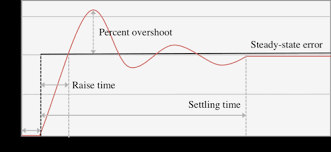 Percent overshoot
Steady-state error
Raise time
Settling time